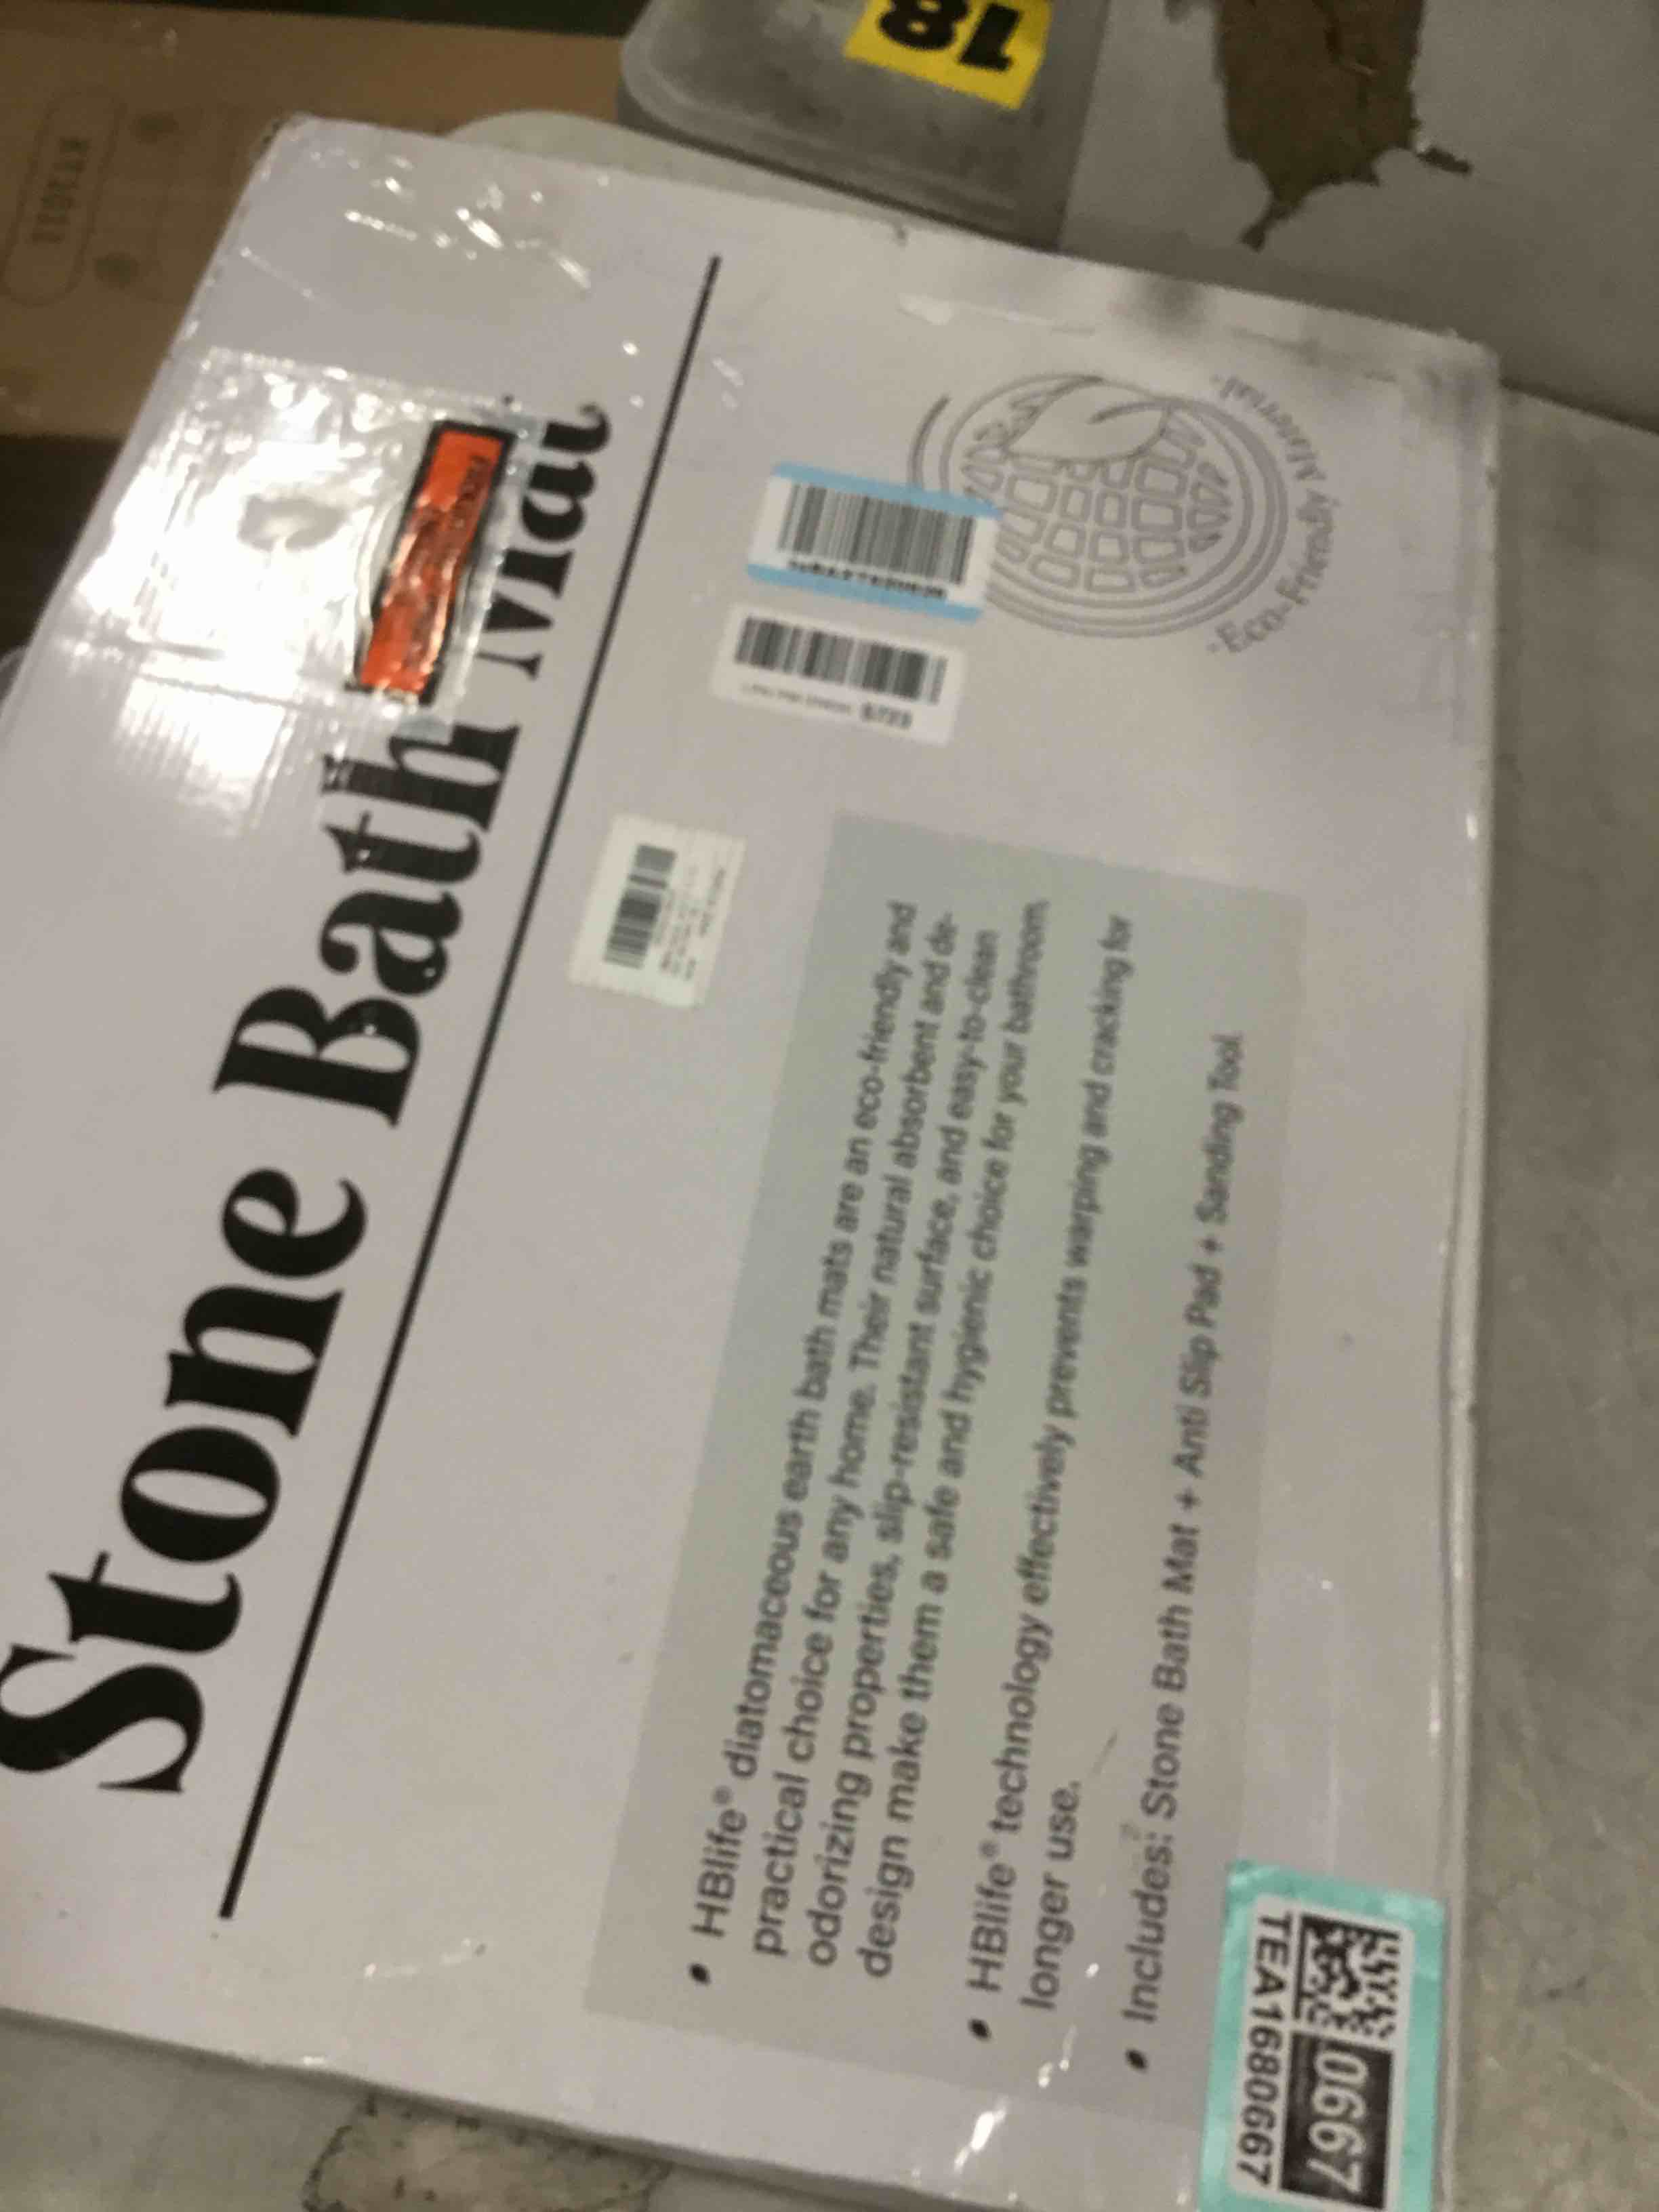 Stone Bath Mat
18
·Eco-Friendly Material·
6723
• HBlife® diatomaceous earth bath mats are an eco-friendly and
practical choice for any home. Their natural absorbent and de-
odorizing properties, slip-resistant surface, and easy-to-clean
design make them a safe and hygienic choice for your bathroom.
• HBlife® technology effectively prevents warping and cracking for
longer use.
• Includes: Stone Bath Mat + Anti Slip Pad + Sanding Tool
0667
TEA1680667